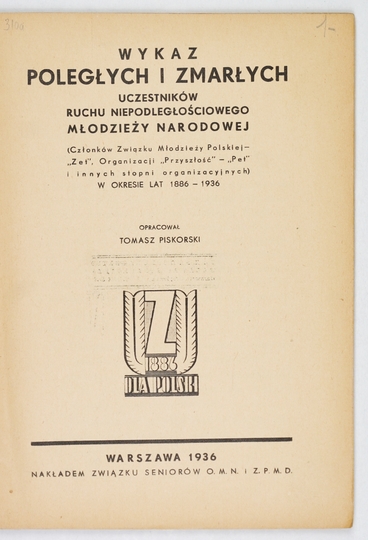 1-
WYKAZ
POLEGŁYCH I ZMARŁYCH
UCZESTNIKÓW
RUCHU NIEPODLEGŁOŚCIOWEGO
MŁODZIEŻY NARODOWEJ
(Członków Związku Młodzieży Polskiej—
„Zet", Organizacji „Przyszłość" — „Pet"
i innych stopni organizacyjnych)
W OKRESIE LAT 1886 – 1936
OPRACOWAŁ
TOMASZ PISKORSKI
Z
1886
DLA POLSKI
WARSZAWA 1936
NAKŁADEM ZWIĄZKU SENIORÓW O. M. N. i Z. P. M. D.